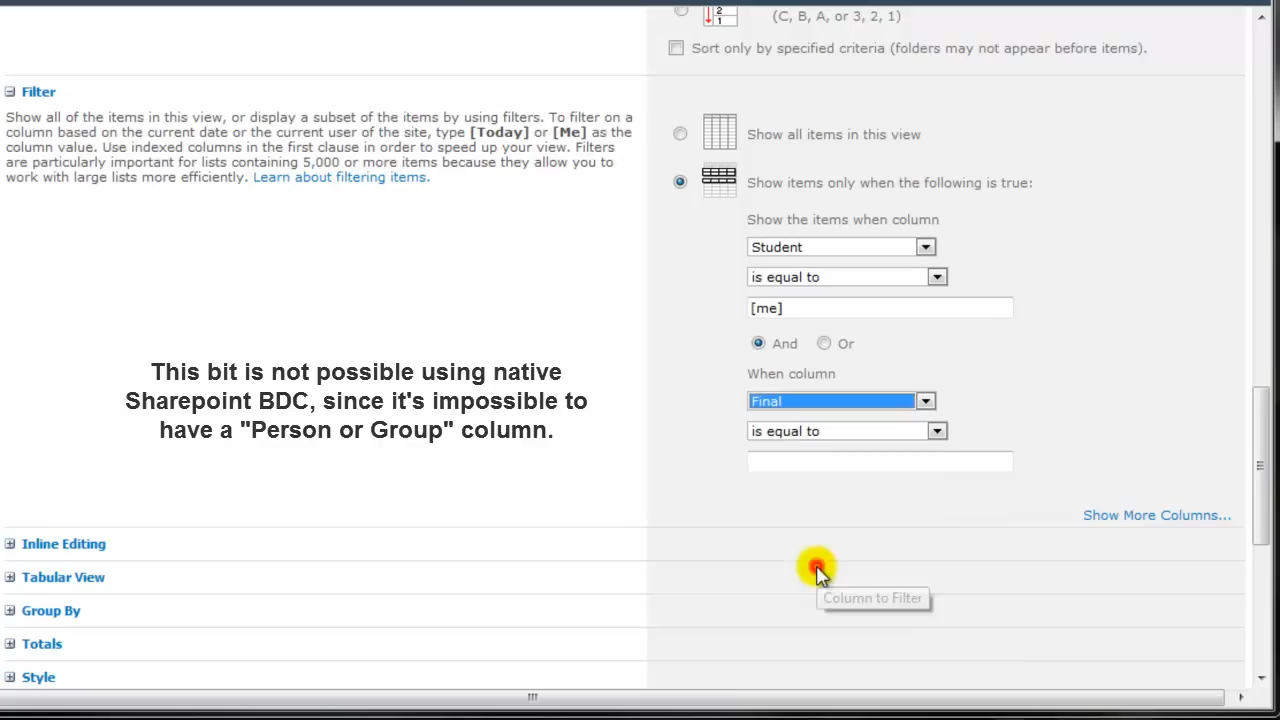 2
1
(C, B, A, or 3, 2, 1)
Sort only by specified criteria (folders may not appear before items).
Filter
Show all of the items in this view, or display a subset of the items by using filters. To filter on a
column based on the current date or the current user of the site, type [Today] or [Me] as the
column value. Use indexed columns in the first clause in order to speed up your view. Filters
are particularly important for lists containing 5,000 or more items because they allow you to
work with large lists more efficiently. Learn about filtering items.
Show all items in this view
Show items only when the following is true:
Show the items when column
Student
is equal to
[me]
And Or
When column
Final
is equal to
This bit is not possible using native
Sharepoint BDC, since it's impossible to
have a "Person or Group" column.
Show More Columns...
Inline Editing
Tabular View
Column to Filter
Group By
Totals
Style